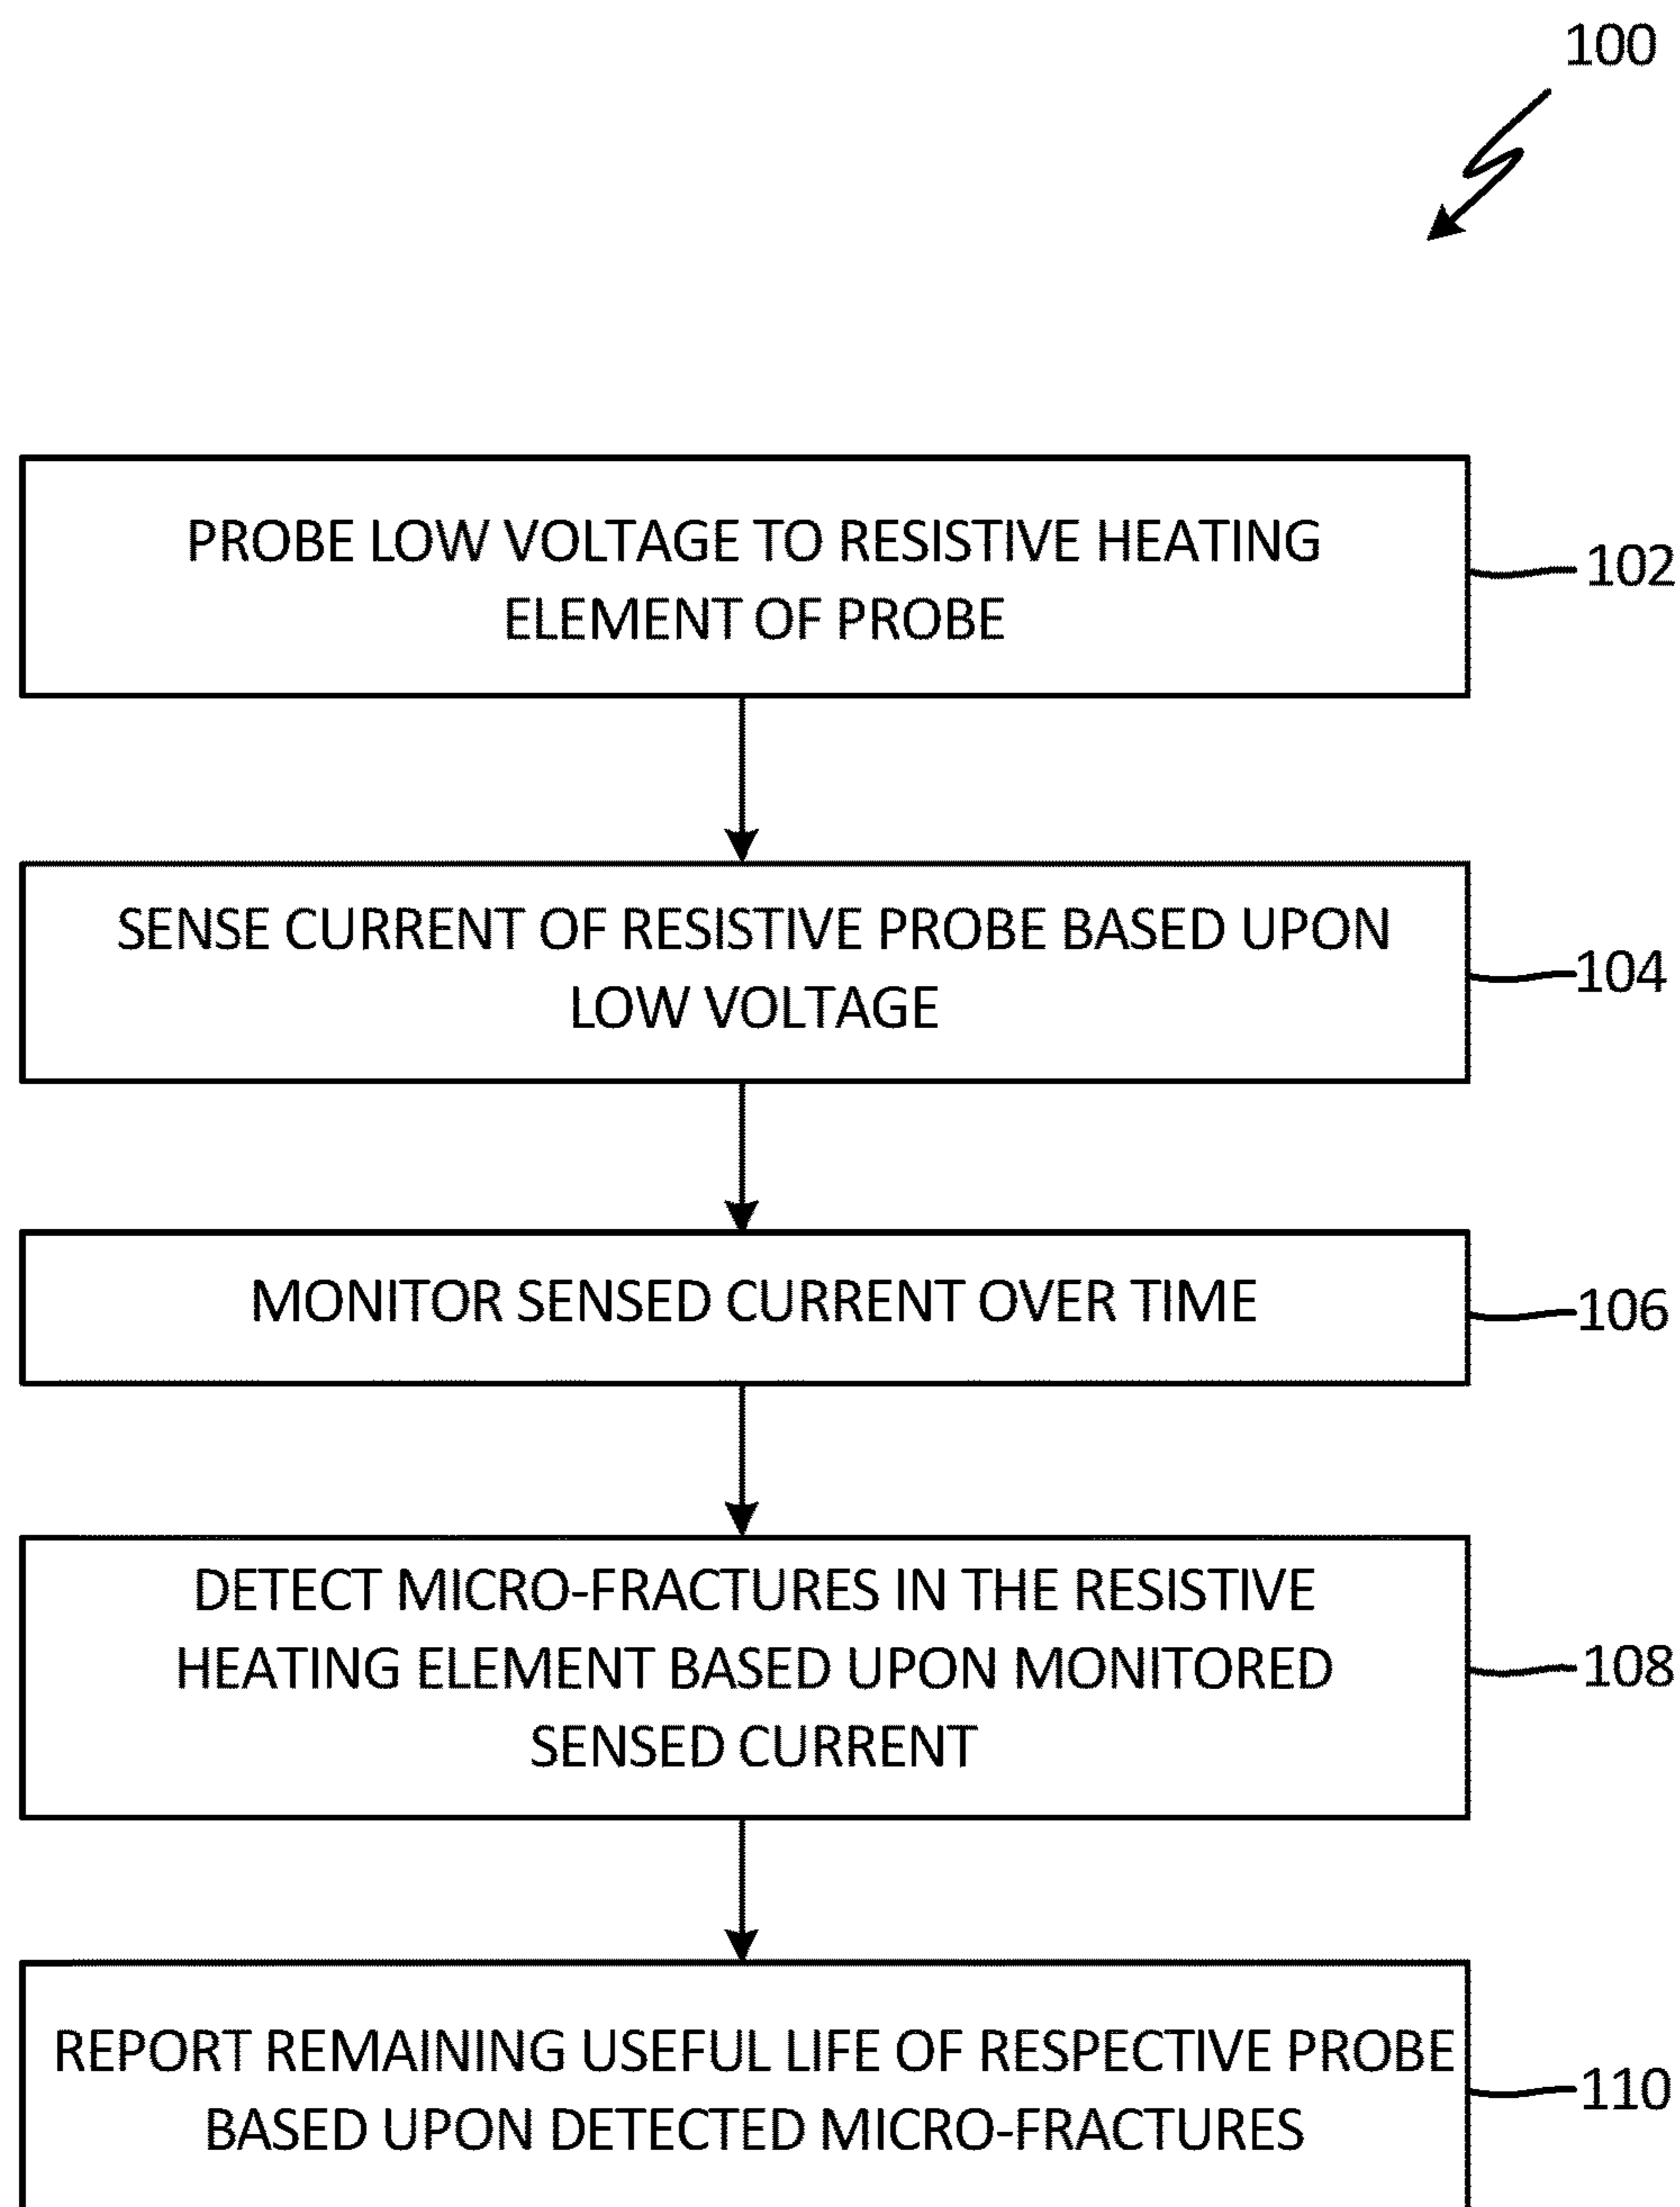 100
PROBE LOW VOLTAGE TO RESISTIVE HEATING
ELEMENT OF PROBE
102
SENSE CURRENT OF RESISTIVE PROBE BASED UPON
LOW VOLTAGE
104
MONITOR SENSED CURRENT OVER TIME
106
DETECT MICRO-FRACTURES IN THE RESISTIVE
HEATING ELEMENT BASED UPON MONITORED
SENSED CURRENT
108
REPORT REMAINING USEFUL LIFE OF RESPECTIVE PROBE
BASED UPON DETECTED MICRO-FRACTURES
110